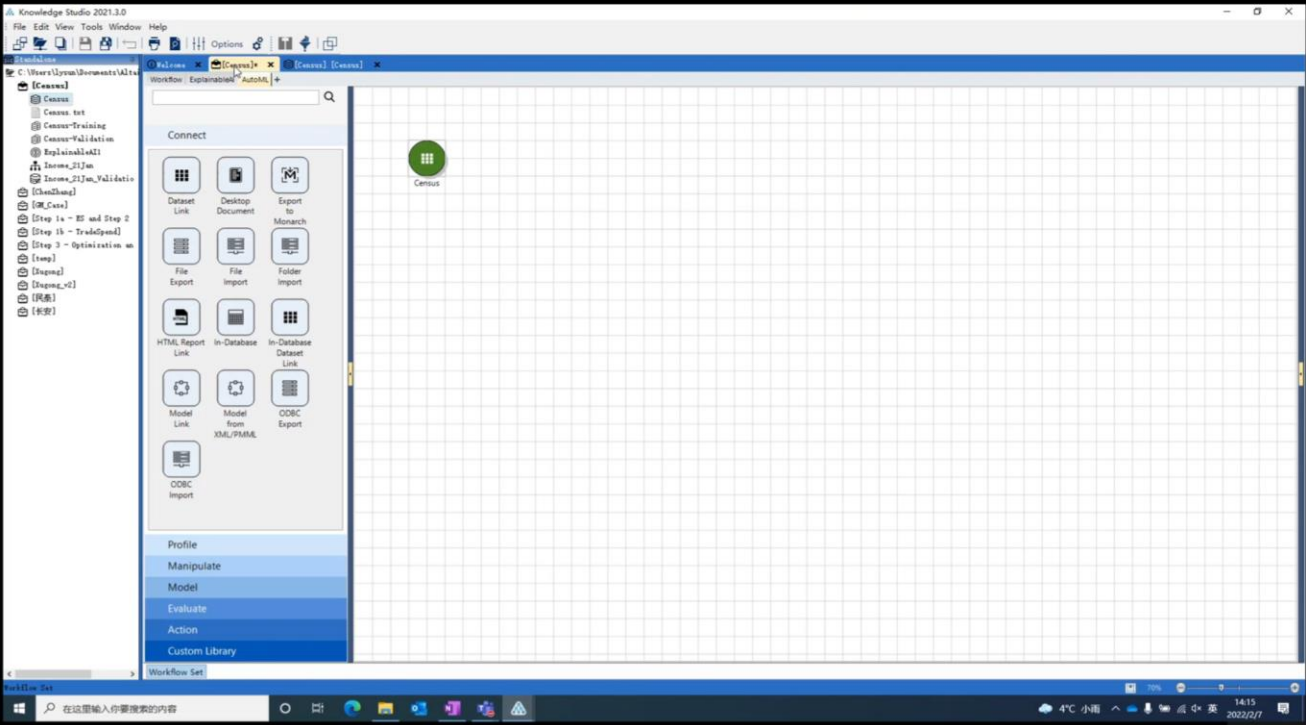 Knowledge Studio 2021.3.0
File Edit View Tools Window Help
Options
Standalone
Welcome
[Census]*
[Census].[Census]
C:\Users\lysun\Documents\Altai
Workflow
ExplainableA
AutoML
+
[Census]
Census
Census.txt
Census-Training
Census-Validation
ExplainableAI1
Income_21Jan
Income_21Jan_Validatio
[ChenZhang]
[GM_Case]
[Step 1a - ES and Step 2
[Step 1b - TradeSpend]
[Step 3 - Optimization an
[temp]
[Xugong]
[Xugong_v2]
[民泰]
[长安]
Connect
Dataset Link
Desktop Document
Export to Monarch
File Export
File Import
Folder Import
HTML Report Link
In-Database
In-Database Dataset Link
Model Link
Model from XML/PMML
ODBC Export
ODBC Import
Profile
Manipulate
Model
Evaluate
Action
Custom Library
Census
Workflow Set
Workflow Set
70%
在这里输入你要搜索的内容
4°C 小雨
英
14:15
2022/2/7